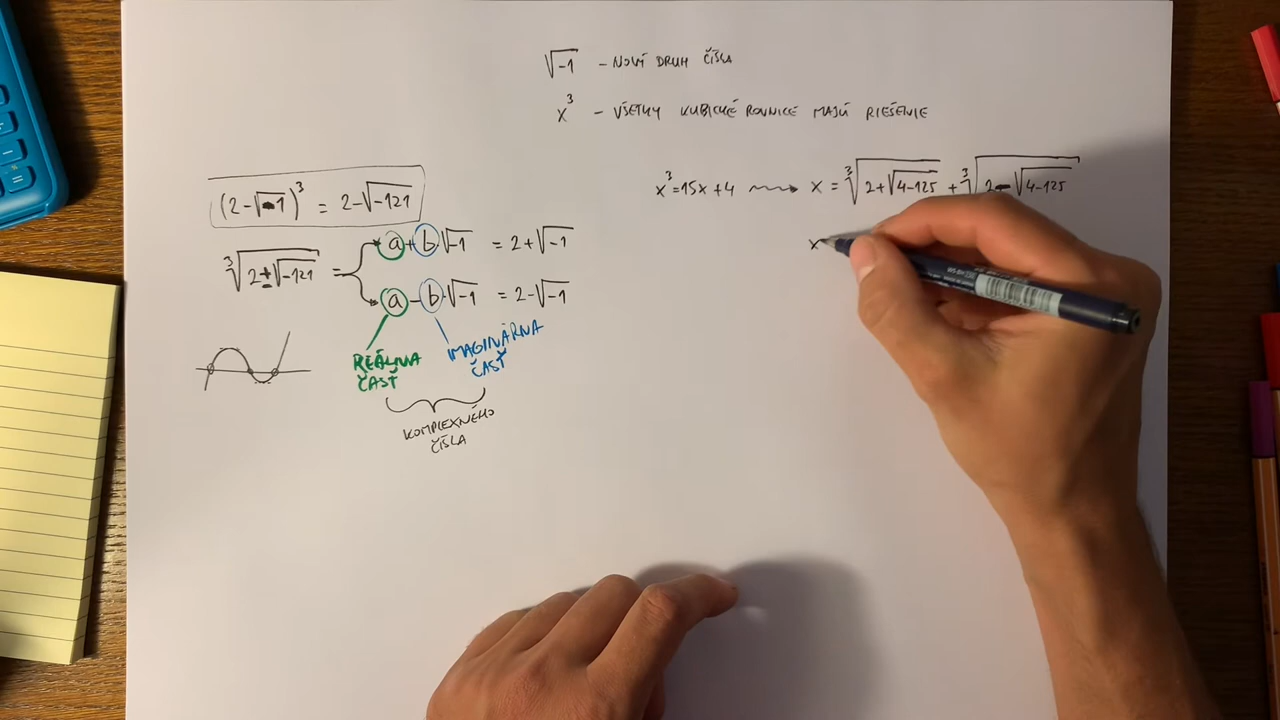 √-1 - NOVÍ DRUH ČÍSLA
x³ - VŠETKY KUBICKÉ ROVNICE MAJÚ RIEŠENIE
x³=15x+4 ⟿ x = ∛(2+√(4-125)) + ∛(2-√(4-125))
x
(2-√-1)³ = 2-√-121
∛(2±√-121) =
a+b√-1 = 2+√-1
a-b·√-1 = 2-√-1
REÁLNA
ČASŤ
IMAGINÁRNA
ČASŤ
KOMPLEXNÉHO
ČÍSLA